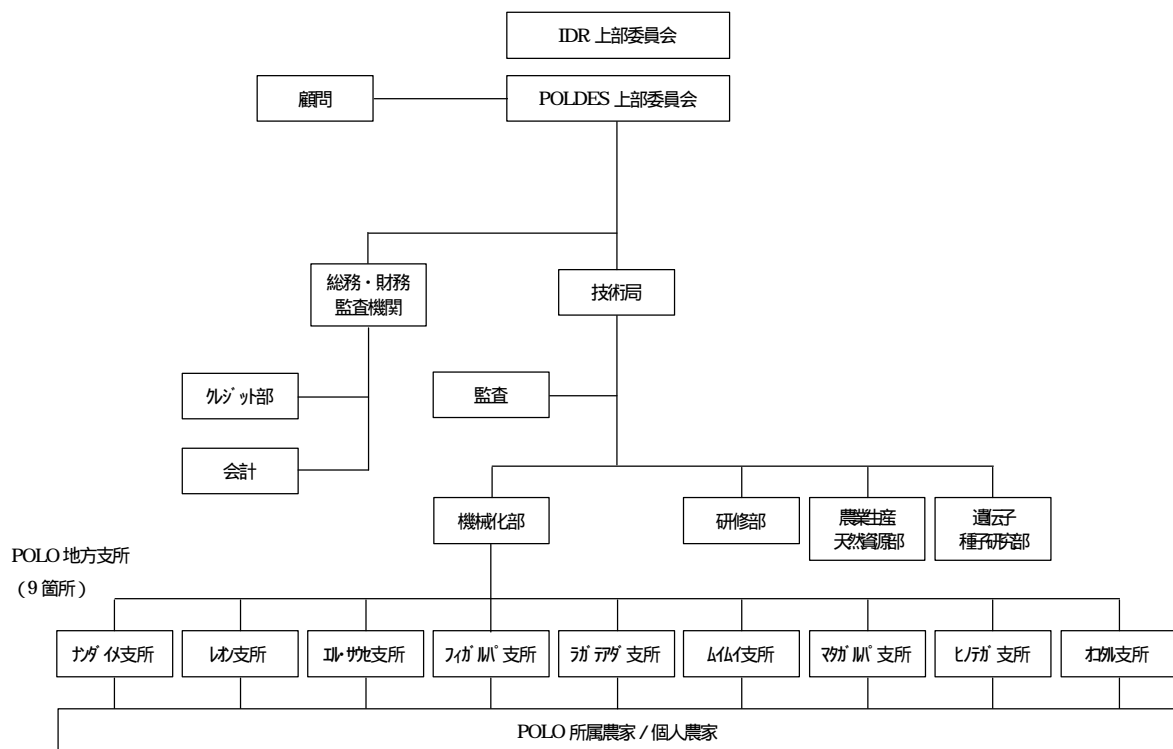 IDR 上部委員会
顧問
POLDES 上部委員会
総務・財務
監査機関
技術局
クレジット部
監査
会計
機械化部
研修部
農業生産
天然資源部
遺伝子
種子研究部
POLO 地方支所
(9 箇所)
ナンダイメ支所
レオン支所
エル・サウセ支所
フィガルパ支所
ラガテアダ支所
ムイムイ支所
マタガルパ支所
ヒノテガ支所
オコタル支所
POLO 所属農家 / 個人農家